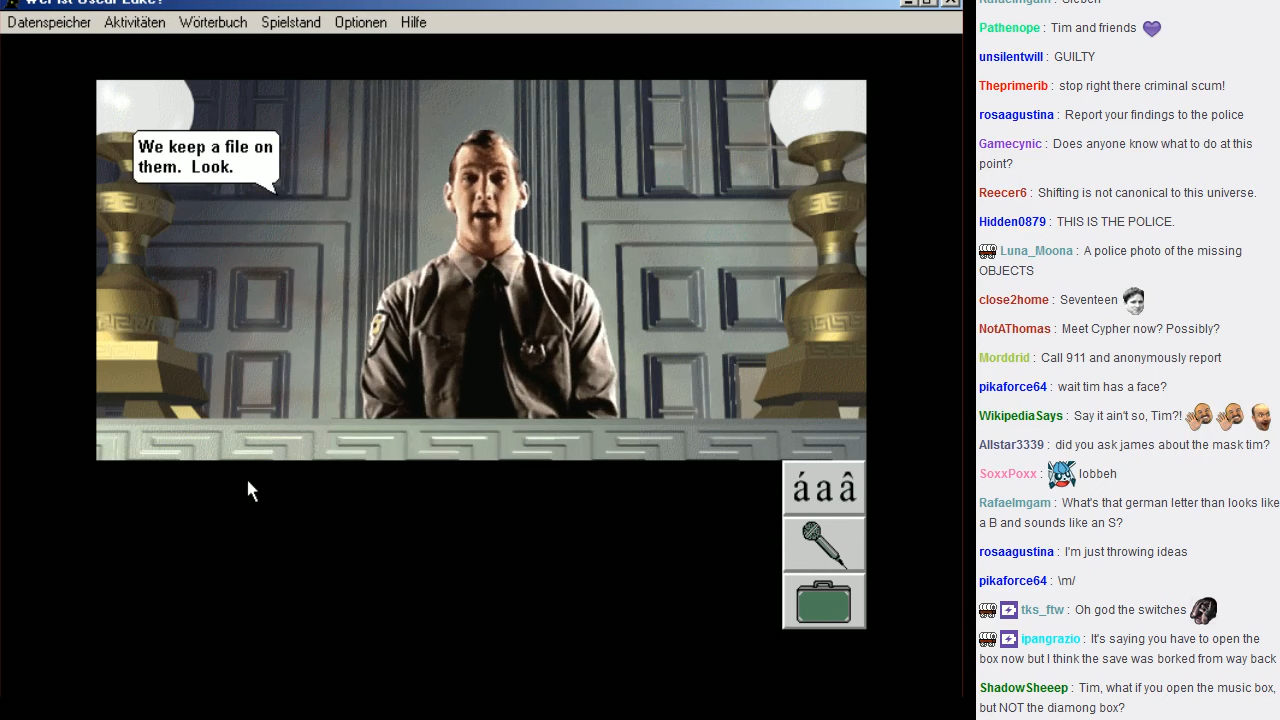 Wer ist Oscar Lake?
Datenspeicher Aktivitäten Wörterbuch Spielstand Optionen Hilfe
We keep a file on
them. Look.
á a â
Rafaelmgam : Sieben
Pathenope : Tim and friends
unsilentwill : GUILTY
Theprimerib : stop right there criminal scum!
rosaagustina : Report your findings to the police
Gamecynic : Does anyone know what to do at this
point?
Reecer6 : Shifting is not canonical to this universe.
Hidden0879 : THIS IS THE POLICE.
Luna_Moona : A police photo of the missing
OBJECTS
close2home : Seventeen
NotAThomas : Meet Cypher now? Possibly?
Morddrid : Call 911 and anonymously report
pikaforce64 : wait tim has a face?
WikipediaSays : Say it aint so, Tim?!
Allstar3339 : did you ask james about the mask tim?
SoxxPoxx : lobbeh
Rafaelmgam : What's that german letter than looks like
a B and sounds like an S?
rosaagustina : I'm just throwing ideas
pikaforce64 : \m/
tks_ftw : Oh god the switches
ipangrazio : It's saying you have to open the
box now but I think the save was borked from way back
ShadowSheeep : Tim, what if you open the music box,
but NOT the diamong box?